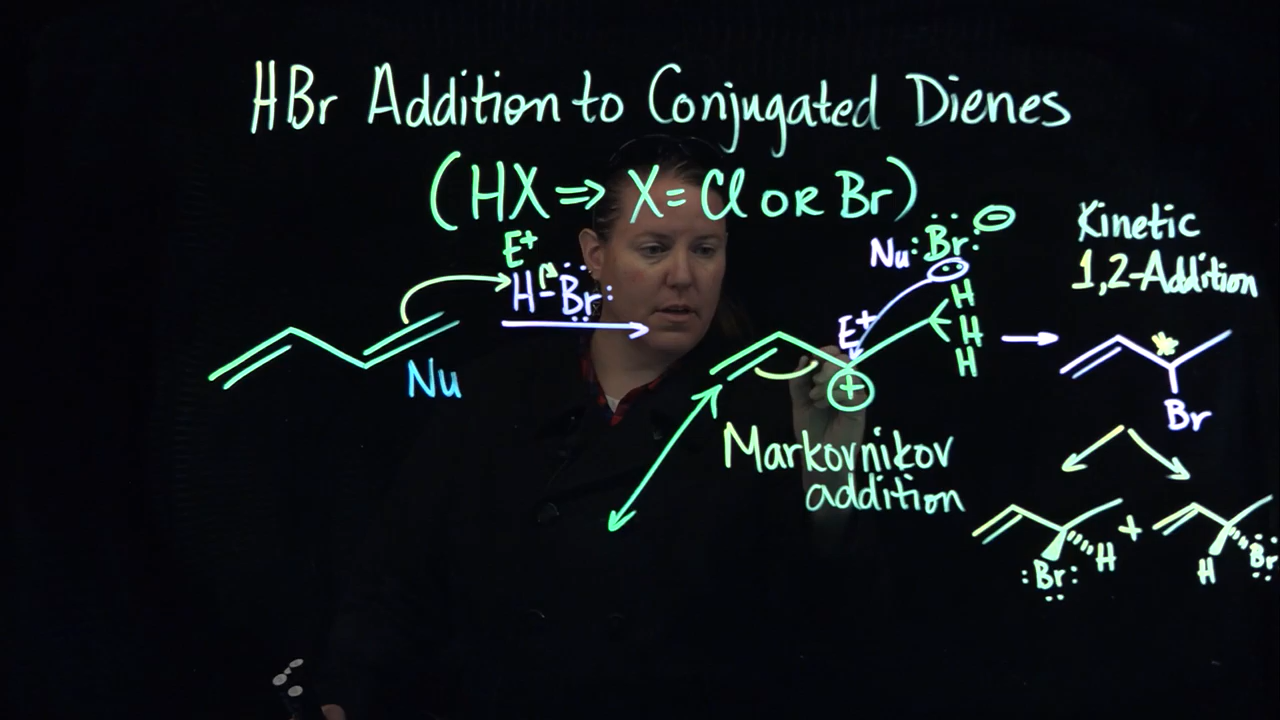 HBr Addition to Conjugated Dienes
(HX ⇒ X = Cl OR Br)
E+
H-Br:
Nu
Nu :Br: ⊖
E+
H
H
H
+
Markovnikov
addition
Kinetic
1,2-Addition
*
Br
:Br: H + H Br